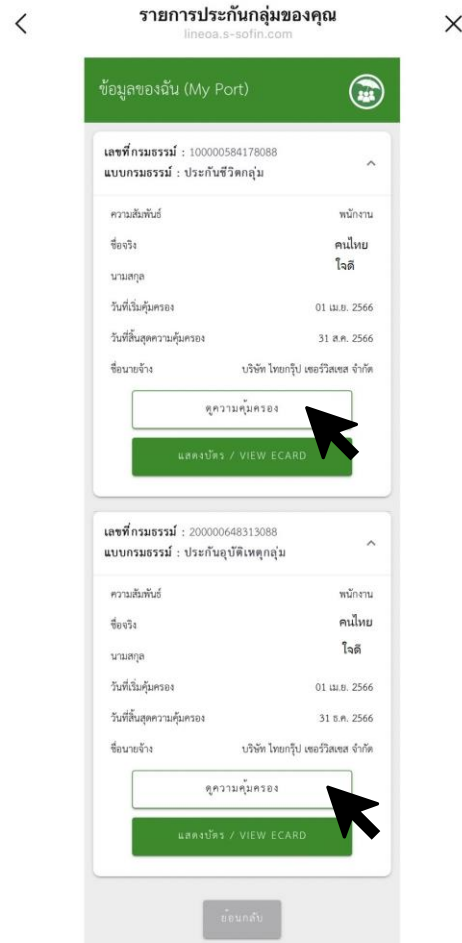 รายการประกันกลุ่มของคุณ
lineoa.s-sofin.com
ข้อมูลของฉัน (My Port)
เลขที่กรมธรรม์ : 100000584178088
แบบกรมธรรม์ : ประกันชีวิตกลุ่ม
ความสัมพันธ์ พนักงาน
ชื่อจริง คนไทย
นามสกุล ใจดี
วันที่เริ่มคุ้มครอง 01 เม.ย. 2566
วันที่สิ้นสุดความคุ้มครอง 31 ส.ค. 2566
ชื่อนายจ้าง บริษัท ไทยกรุ๊ป เซอร์วิสเซส จำกัด
ดูความคุ้มครอง
แสดงบัตร / VIEW ECARD
เลขที่กรมธรรม์ : 200000648313088
แบบกรมธรรม์ : ประกันอุบัติเหตุกลุ่ม
ความสัมพันธ์ พนักงาน
ชื่อจริง คนไทย
นามสกุล ใจดี
วันที่เริ่มคุ้มครอง 01 เม.ย. 2566
วันที่สิ้นสุดความคุ้มครอง 31 ธ.ค. 2566
ชื่อนายจ้าง บริษัท ไทยกรุ๊ป เซอร์วิสเซส จำกัด
ดูความคุ้มครอง
แสดงบัตร / VIEW ECARD
ย้อนกลับ